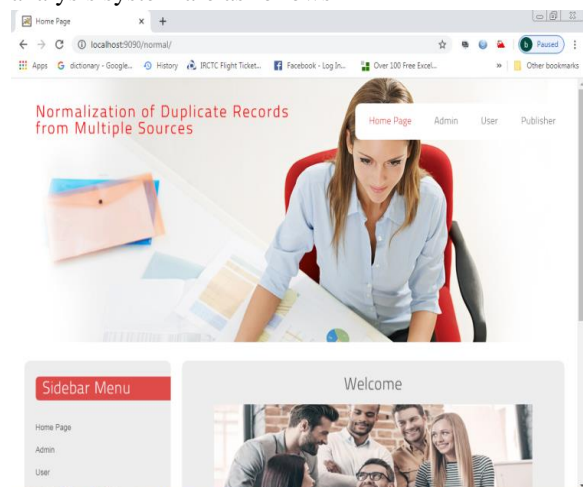 Home Page
localhost:9090/normal/
Paused
Apps
dictionary - Google...
History
IRCTC Flight Ticket...
Facebook - Log In...
Over 100 Free Excel...
»
Other bookmarks
Normalization of Duplicate Records
from Multiple Sources
Home Page Admin User Publisher
Sidebar Menu
Home Page
Admin
User
Welcome